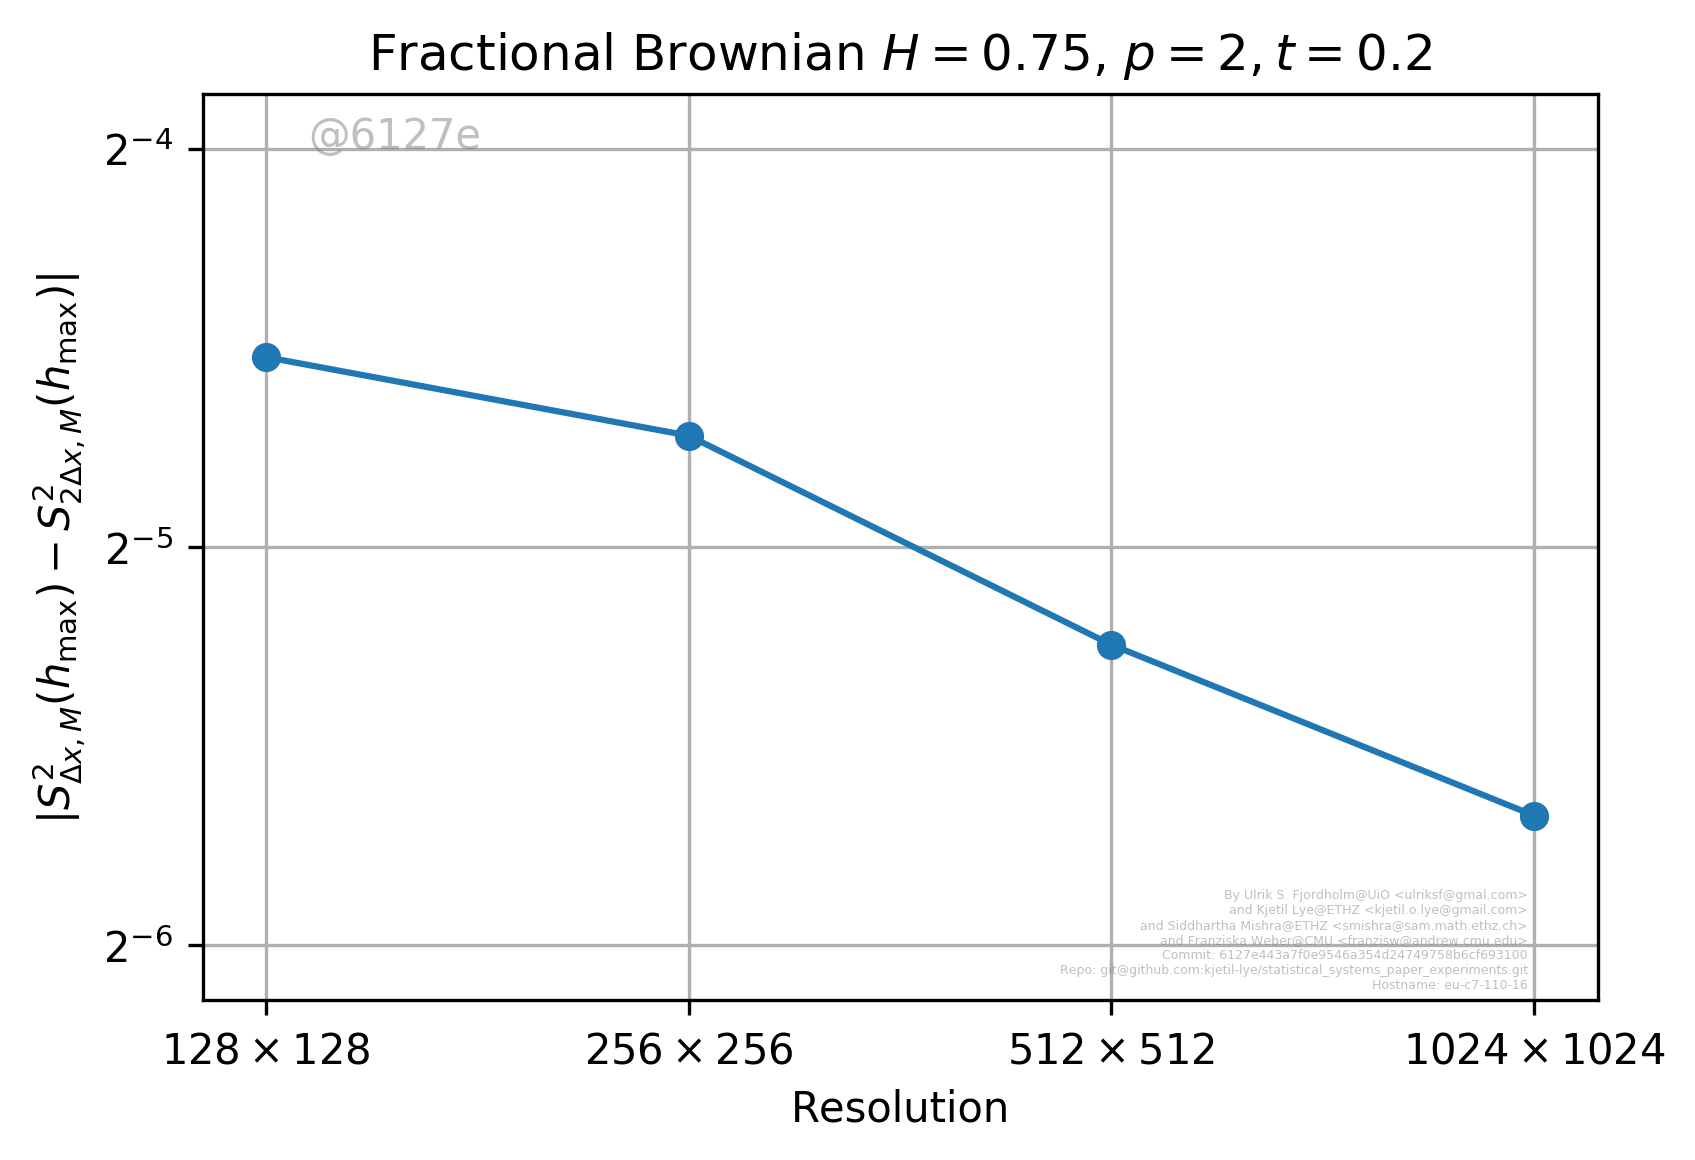 Fractional Brownian H = 0.75, p = 2, t = 0.2
@6127e
2⁻⁴
2⁻⁵
2⁻⁶
|S²_{Δx,M}(h_max) − S²_{2Δx,M}(h_max)|
By Ulrik S. Fjordholm@UiO <ulriksf@gmal.com>
and Kjetil Lye@ETHZ <kjetil.o.lye@gmail.com>
and Siddhartha Mishra@ETHZ <smishra@sam.math.ethz.ch>
and Franziska Weber@CMU <franzisw@andrew.cmu.edu>
Commit: 6127e443a7f0e9546a354d24749758b6cf693100
Repo: git@github.com:kjetil-lye/statistical_systems_paper_experiments.git
Hostname: eu-c7-110-16
128 × 128
256 × 256
512 × 512
1024 × 1024
Resolution